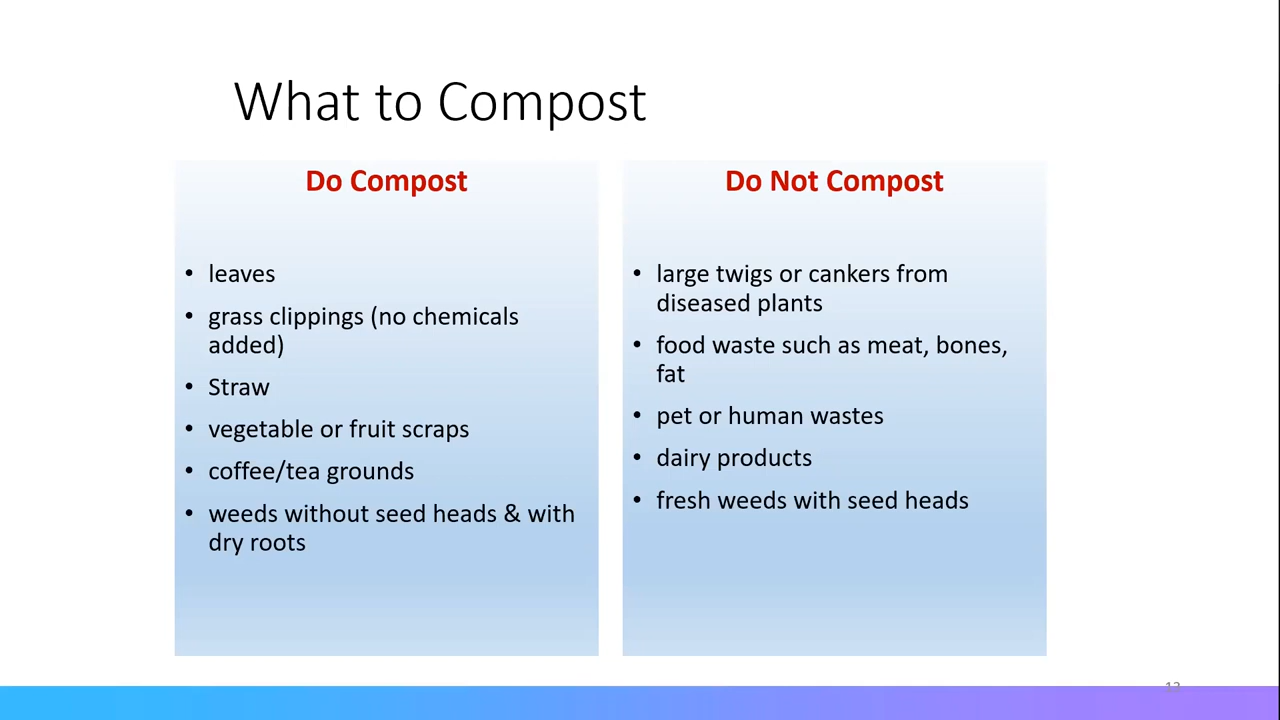 What to Compost
Do Compost
• leaves
• grass clippings (no chemicals
added)
• Straw
• vegetable or fruit scraps
• coffee/tea grounds
• weeds without seed heads & with
dry roots
Do Not Compost
• large twigs or cankers from
diseased plants
• food waste such as meat, bones,
fat
• pet or human wastes
• dairy products
• fresh weeds with seed heads